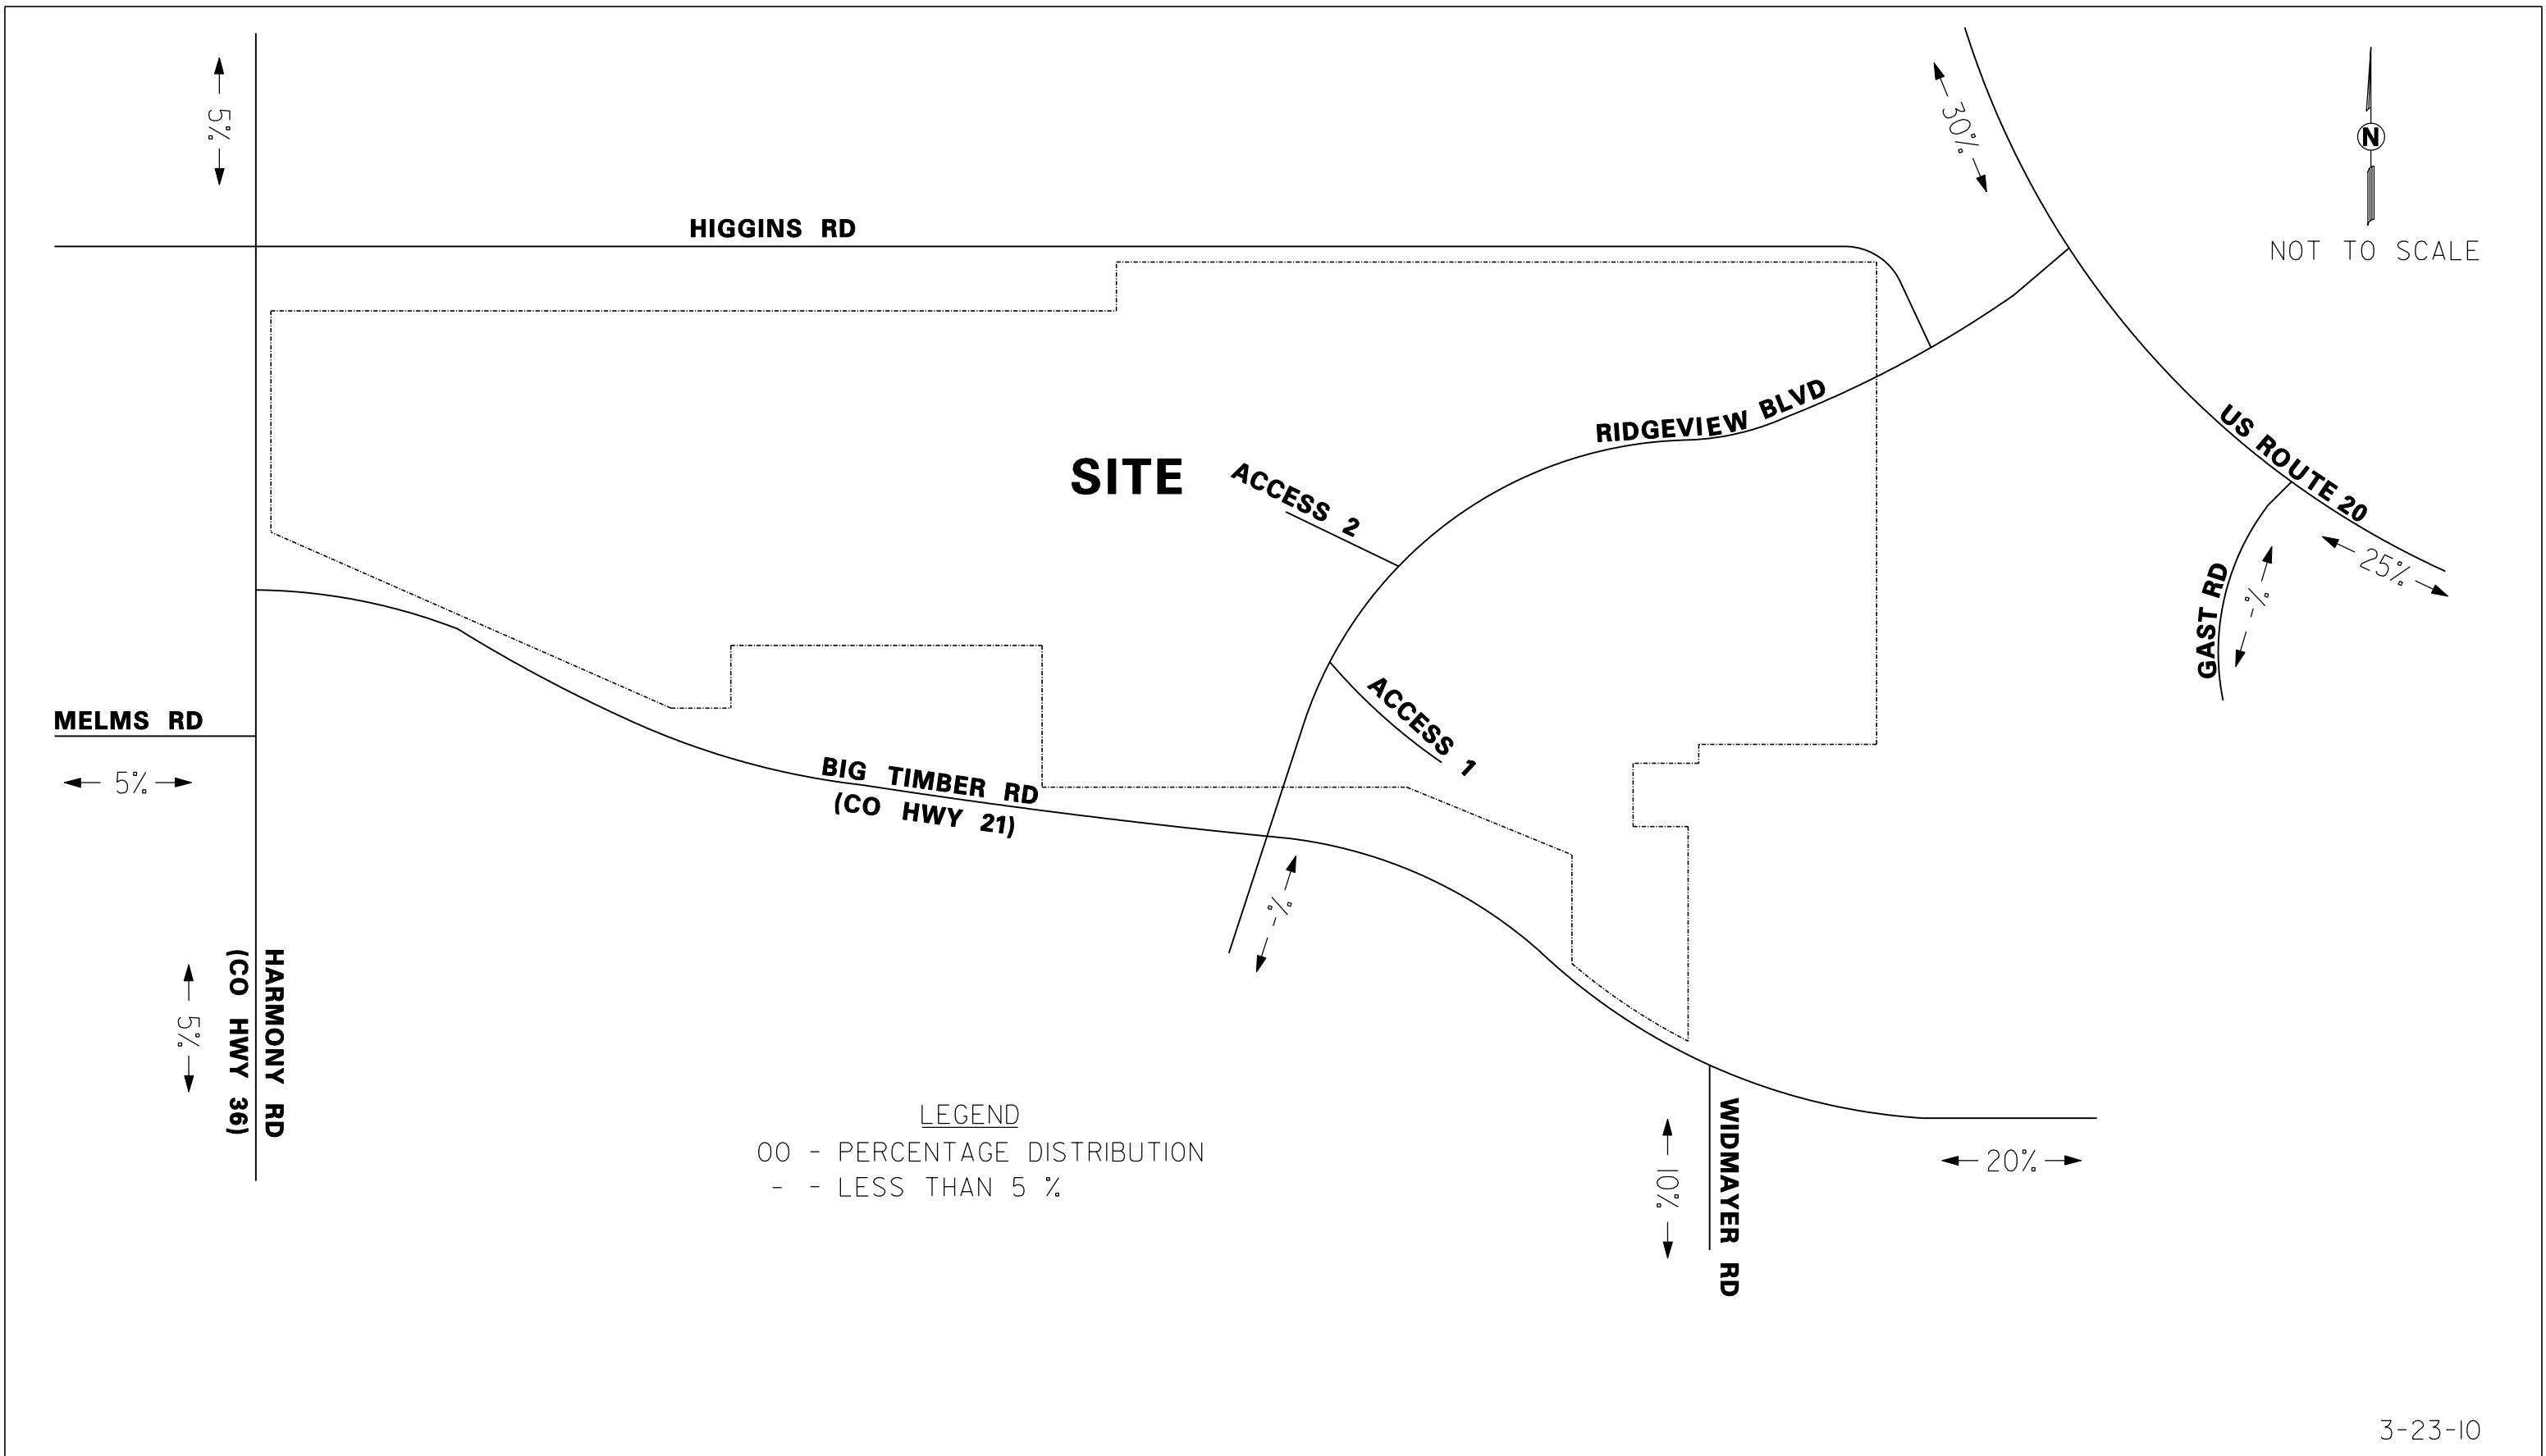 5%
30%
N
NOT TO SCALE
HIGGINS RD
RIDGEVIEW BLVD
US ROUTE 20
SITE
ACCESS 2
25%
GAST RD
-%
ACCESS 1
MELMS RD
5%
BIG TIMBER RD
(CO HWY 21)
-%
HARMONY RD
(CO HWY 36)
5%
LEGEND
00 - PERCENTAGE DISTRIBUTION
- - LESS THAN 5 %
WIDMAYER RD
10%
20%
3-23-10